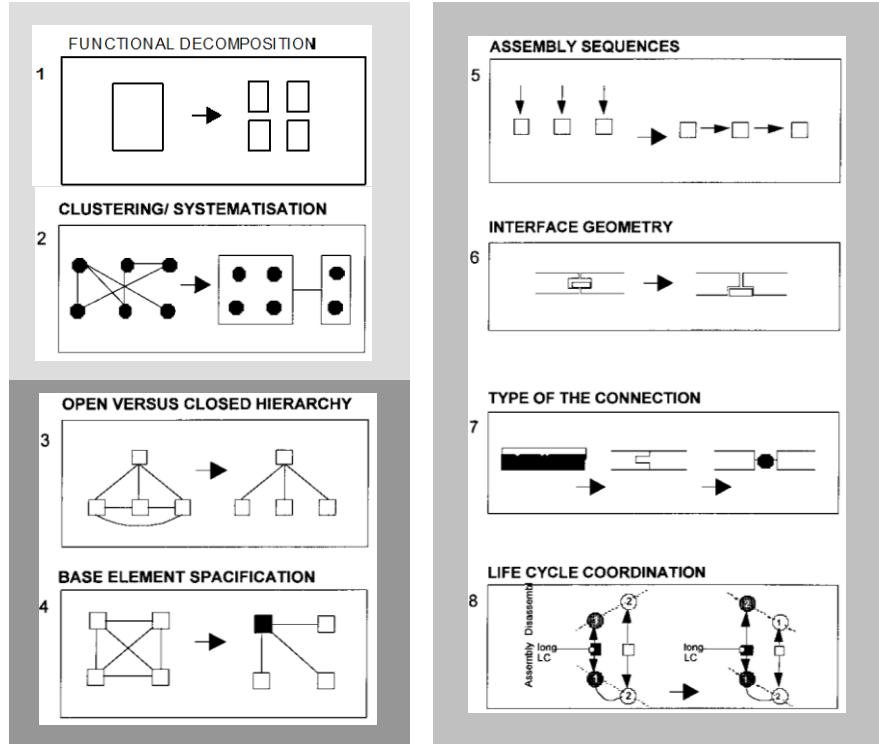 FUNCTIONAL DECOMPOSITION
1
CLUSTERING/ SYSTEMATISATION
2
OPEN VERSUS CLOSED HIERARCHY
3
BASE ELEMENT SPACIFICATION
4
ASSEMBLY SEQUENCES
5
INTERFACE GEOMETRY
6
TYPE OF THE CONNECTION
7
LIFE CYCLE COORDINATION
8
Assembly Disassembl
1
2
long
LC
1
2
2
1
long
LC
1
2